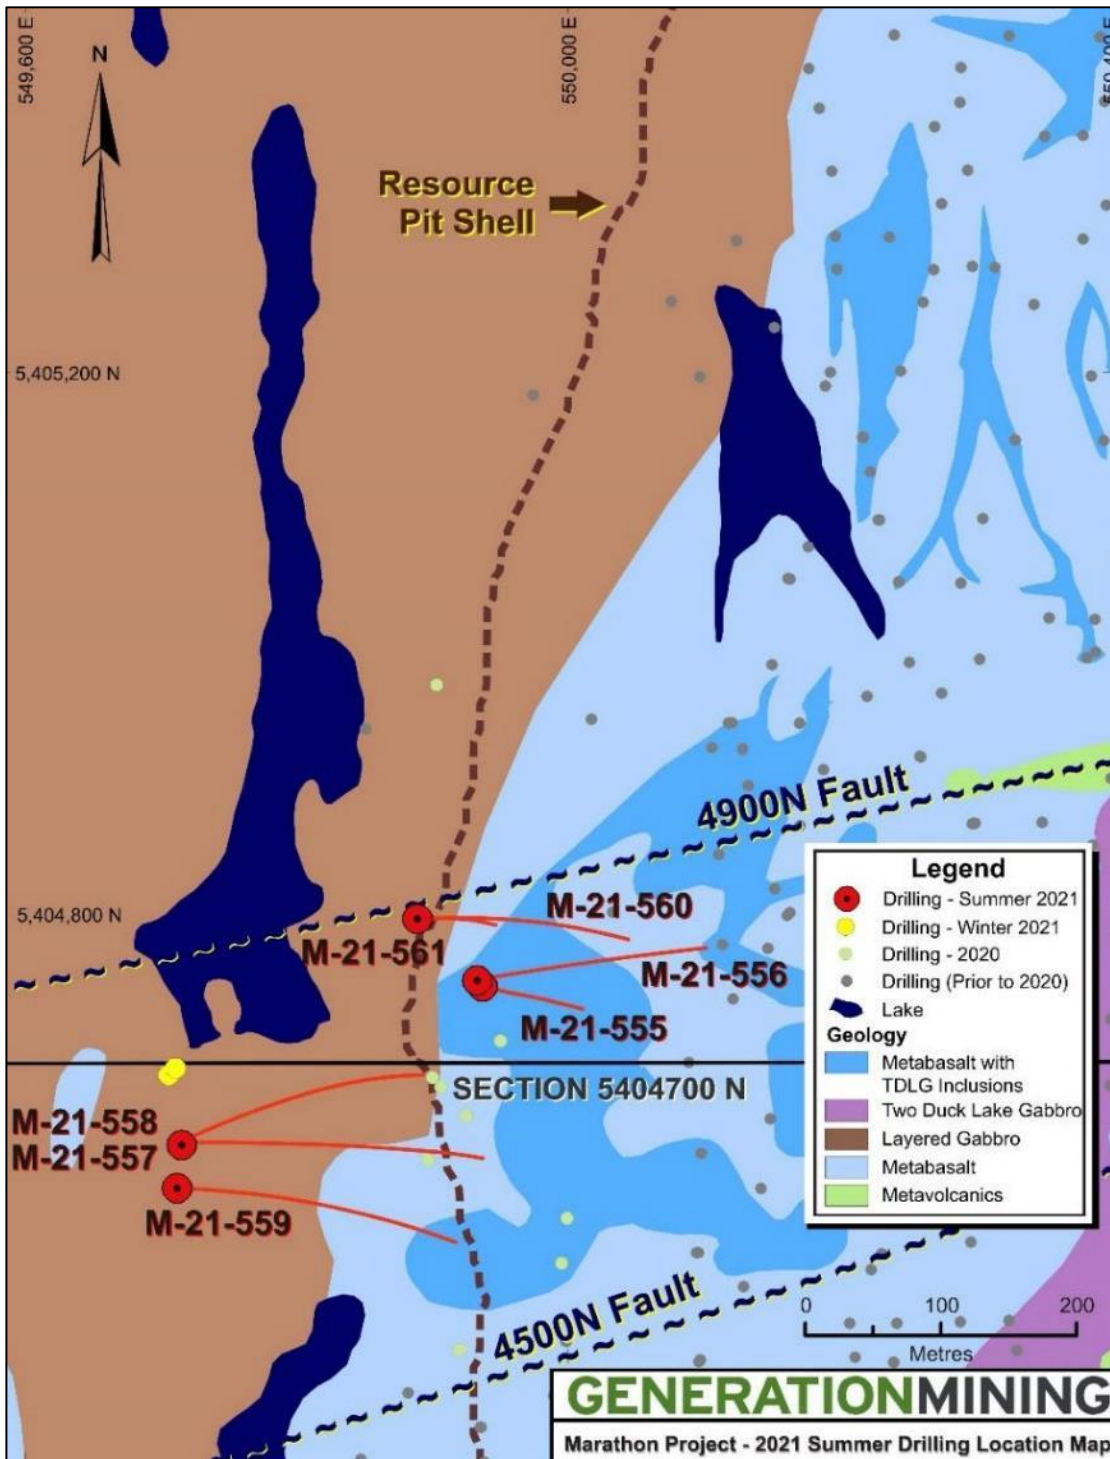 549,600 E
550,000 E
550,400 E
N
Resource
Pit Shell
5,405,200 N
4900N Fault
5,404,800 N
M-21-560
M-21-561
M-21-556
M-21-555
SECTION 5404700 N
M-21-558
M-21-557
M-21-559
4500N Fault
Legend
Drilling - Summer 2021
Drilling - Winter 2021
Drilling - 2020
Drilling (Prior to 2020)
Lake
Geology
Metabasalt with
TDLG Inclusions
Two Duck Lake Gabbro
Layered Gabbro
Metabasalt
Metavolcanics
0 100 200
Metres
GENERATIONMINING
Marathon Project - 2021 Summer Drilling Location Map